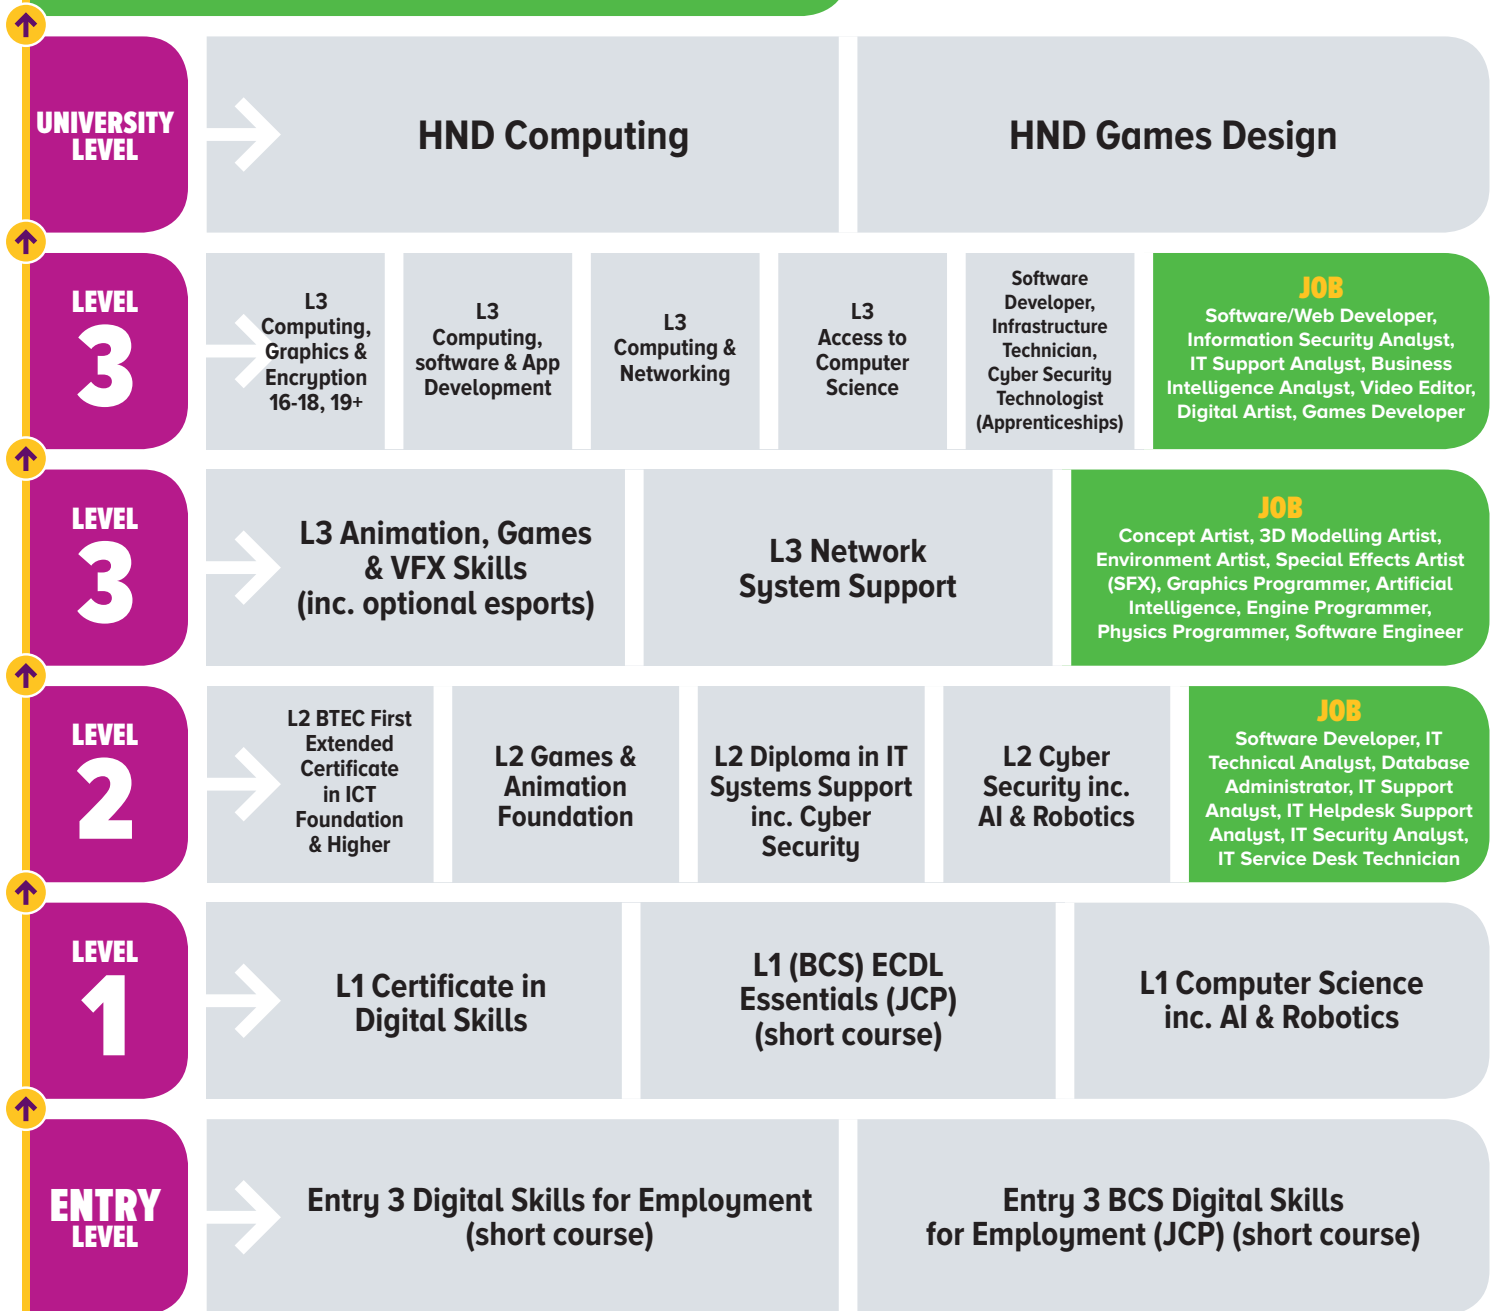 UNIVERSITY
LEVEL
HND Computing
HND Games Design
LEVEL
3
L3
Computing,
Graphics &
Encryption
16-18, 19+
L3
Computing,
software & App
Development
L3
Computing &
Networking
L3
Access to
Computer
Science
Software
Developer,
Infrastructure
Technician,
Cyber Security
Technologist
(Apprenticeships)
JOB
Software/Web Developer,
Information Security Analyst,
IT Support Analyst, Business
Intelligence Analyst, Video Editor,
Digital Artist, Games Developer
LEVEL
3
L3 Animation, Games
& VFX Skills
(inc. optional esports)
L3 Network
System Support
JOB
Concept Artist, 3D Modelling Artist,
Environment Artist, Special Effects Artist
(SFX), Graphics Programmer, Artificial
Intelligence, Engine Programmer,
Physics Programmer, Software Engineer
LEVEL
2
L2 BTEC First
Extended
Certificate
in ICT
Foundation
& Higher
L2 Games &
Animation
Foundation
L2 Diploma in IT
Systems Support
inc. Cyber
Security
L2 Cyber
Security inc.
AI & Robotics
JOB
Software Developer, IT
Technical Analyst, Database
Administrator, IT Support
Analyst, IT Helpdesk Support
Analyst, IT Security Analyst,
IT Service Desk Technician
LEVEL
1
L1 Certificate in
Digital Skills
L1 (BCS) ECDL
Essentials (JCP)
(short course)
L1 Computer Science
inc. AI & Robotics
ENTRY
LEVEL
Entry 3 Digital Skills for Employment
(short course)
Entry 3 BCS Digital Skills
for Employment (JCP) (short course)